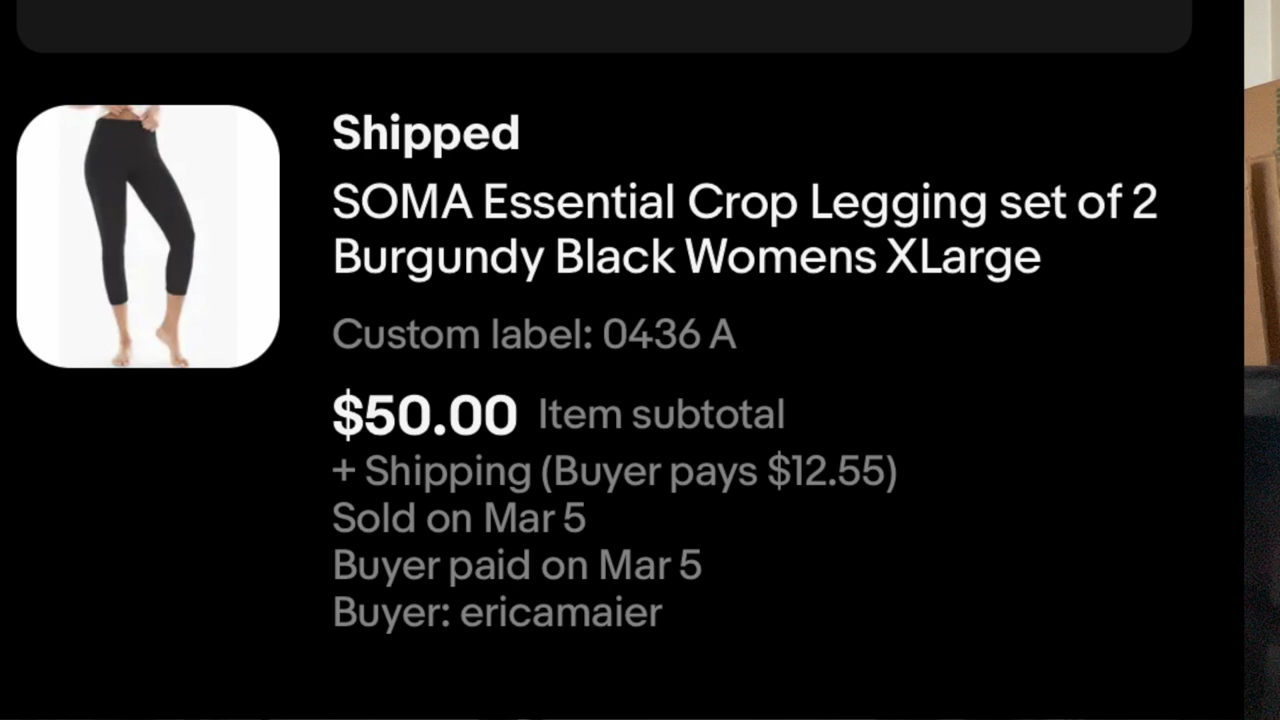 Shipped
SOMA Essential Crop Legging set of 2
Burgundy Black Womens XLarge
Custom label: 0436 A
$50.00 Item subtotal
+ Shipping (Buyer pays $12.55)
Sold on Mar 5
Buyer paid on Mar 5
Buyer: ericamaier